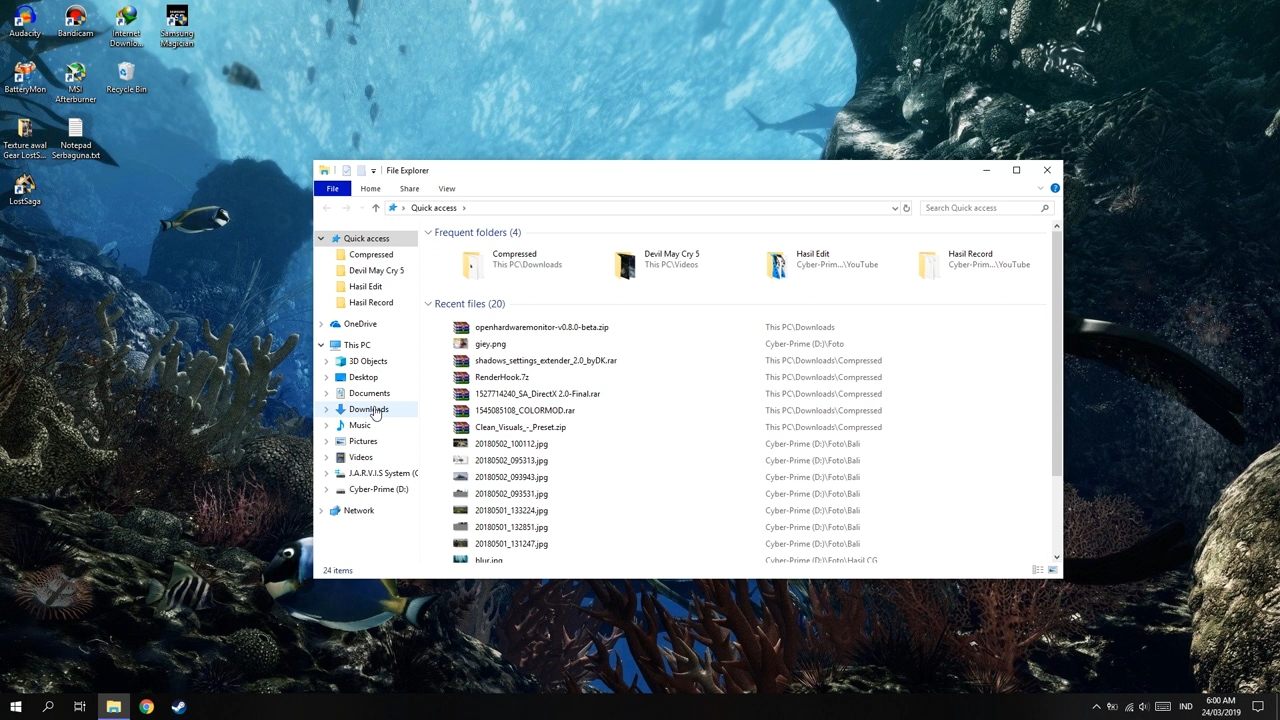 Audacity
Bandicam
Internet
Downlo...
Samsung
Magician
BatteryMon
MSI
Afterburner
Recycle Bin
Texture awal
Gear LostS...
Notepad
Serbaguna.txt
LostSaga
File Explorer
File
Home
Share
View
Quick access
Search Quick access
Quick access
Compressed
Devil May Cry 5
Hasil Edit
Hasil Record
OneDrive
This PC
3D Objects
Desktop
Documents
Downloads
Music
Pictures
Videos
J.A.R.V.I.S System (C
Cyber-Prime (D:)
Network
Frequent folders (4)
Compressed
This PC\Downloads
Devil May Cry 5
This PC\Videos
Hasil Edit
Cyber-Prim...\YouTube
Hasil Record
Cyber-Prim...\YouTube
Recent files (20)
openhardwaremonitor-v0.8.0-beta.zip This PC\Downloads
giey.png Cyber-Prime (D:)\Foto
shadows_settings_extender_2.0_byDK.rar This PC\Downloads\Compressed
RenderHook.7z This PC\Downloads\Compressed
1527714240_SA_DirectX 2.0-Final.rar This PC\Downloads\Compressed
1545085108_COLORMOD.rar This PC\Downloads\Compressed
Clean_Visuals_-_Preset.zip This PC\Downloads\Compressed
20180502_100112.jpg Cyber-Prime (D:)\Foto\Bali
20180502_095313.jpg Cyber-Prime (D:)\Foto\Bali
20180502_093943.jpg Cyber-Prime (D:)\Foto\Bali
20180502_093531.jpg Cyber-Prime (D:)\Foto\Bali
20180501_133224.jpg Cyber-Prime (D:)\Foto\Bali
20180501_132851.jpg Cyber-Prime (D:)\Foto\Bali
20180501_131247.jpg Cyber-Prime (D:)\Foto\Bali
blur.jpg Cyber-Prime (D:)\Foto\Hasil CG
24 items
IND
6:00 AM
24/03/2019